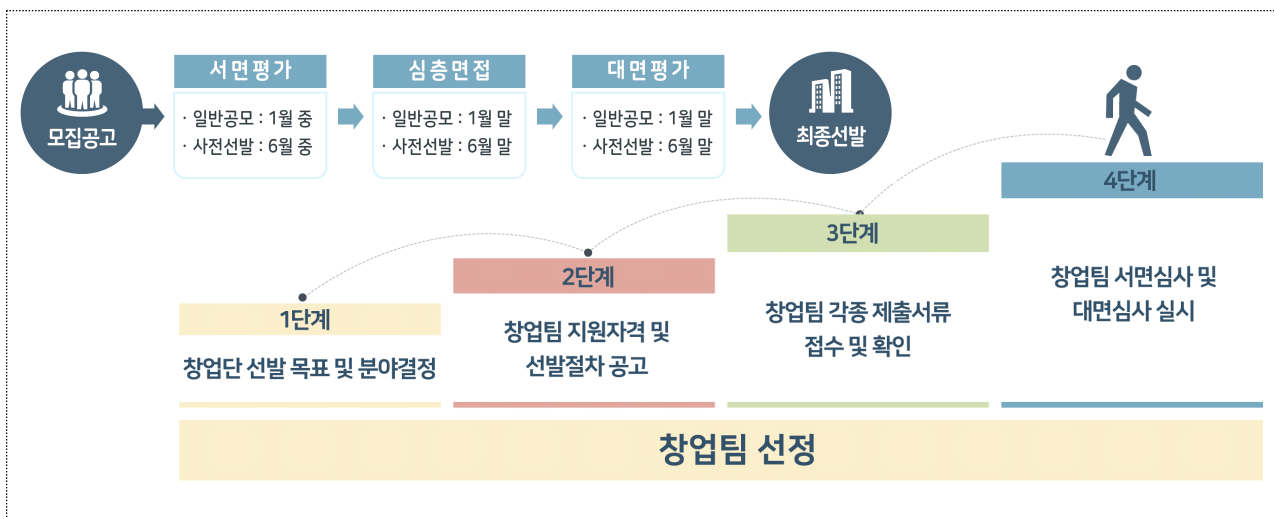 모집공고
서면평가
· 일반공모 : 1월 중
· 사전선발 : 6월 중
심층면접
· 일반공모 : 1월 말
· 사전선발 : 6월 말
대면평가
· 일반공모 : 1월 말
· 사전선발 : 6월 말
최종선발
1단계
창업단 선발 목표 및 분야결정
2단계
창업팀 지원자격 및
선발절차 공고
3단계
창업팀 각종 제출서류
접수 및 확인
4단계
창업팀 서면심사 및
대면심사 실시
창업팀 선정